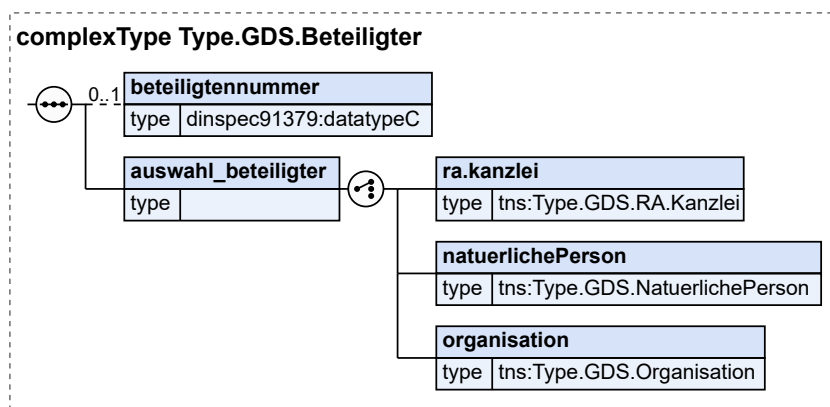 complexType Type.GDS.Beteiligter
0..1
beteiligtennummer
type dinspec91379:datatypeC
auswahl_beteiligter
type
ra.kanzlei
type tns:Type.GDS.RA.Kanzlei
natuerlichePerson
type tns:Type.GDS.NatuerlichePerson
organisation
type tns:Type.GDS.Organisation